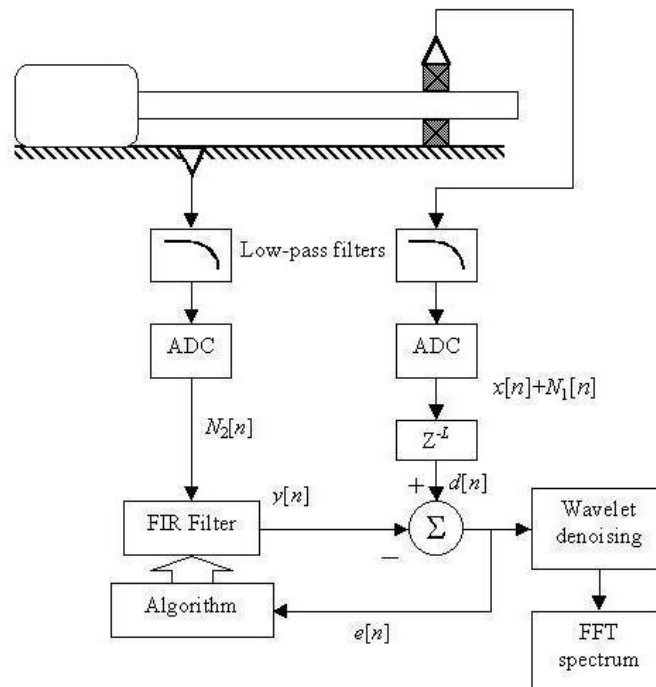 Low-pass filters
ADC
ADC
x[n]+N₁[n]
N₂[n]
Z⁻ᴸ
y[n]
+
d[n]
FIR Filter
Σ
−
Wavelet
denoising
Algorithm
e[n]
FFT
spectrum